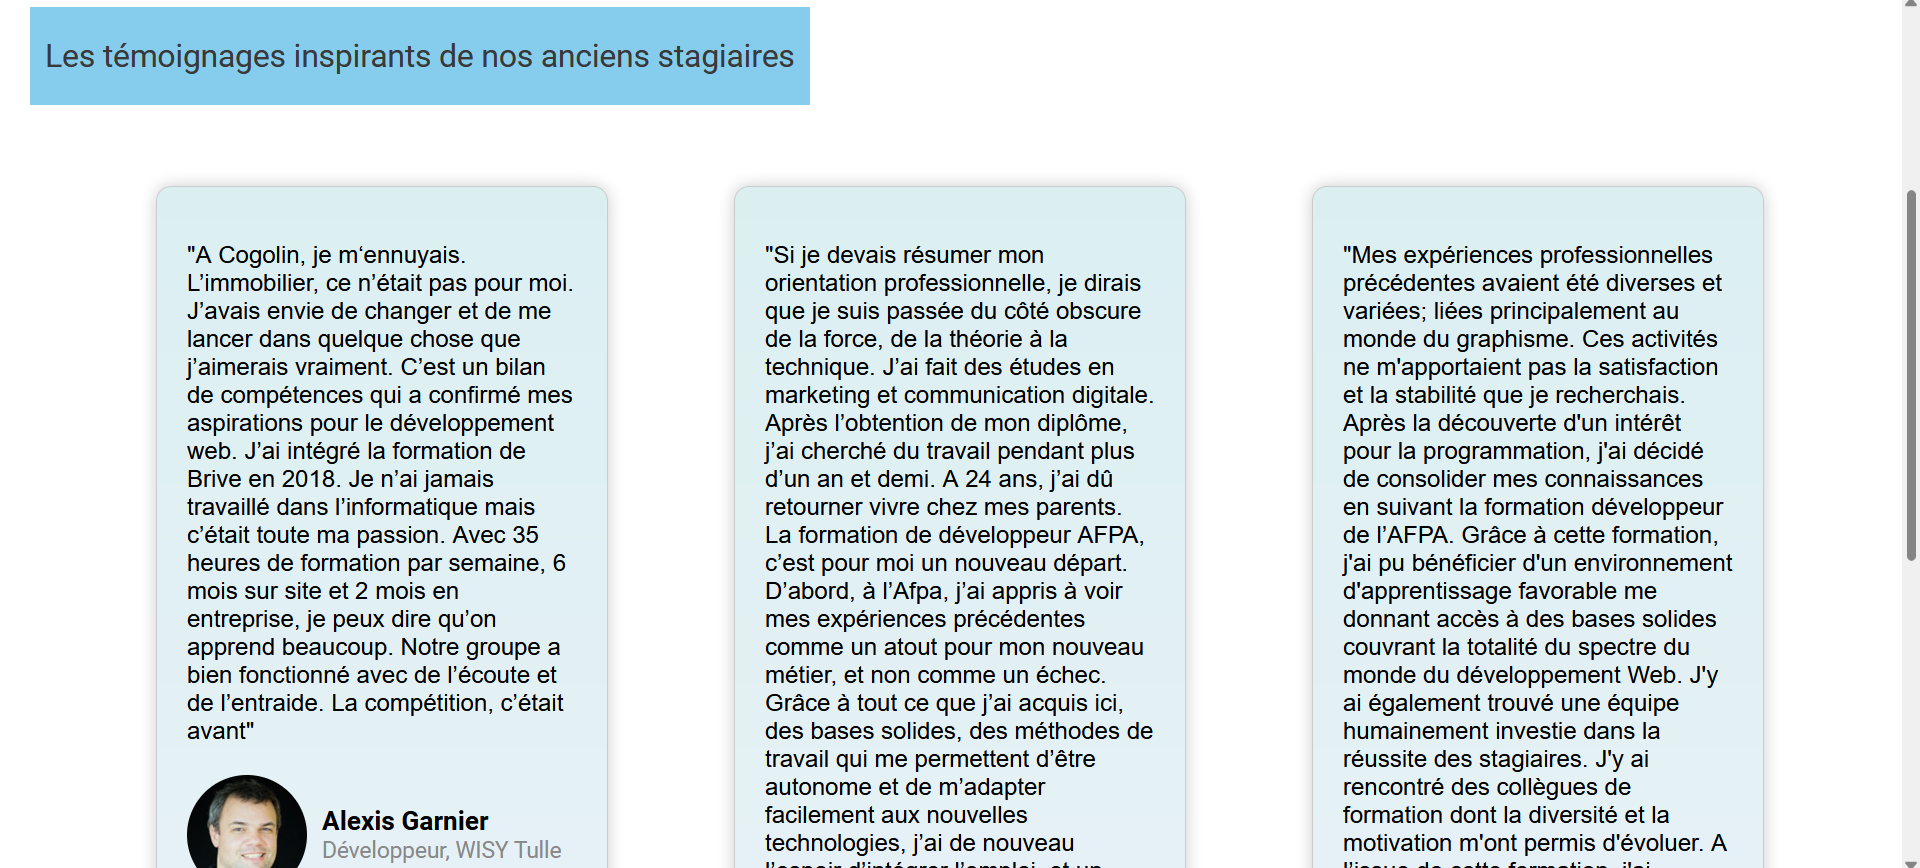 Les témoignages inspirants de nos anciens stagiaires
"A Cogolin, je m‘ennuyais.
L’immobilier, ce n’était pas pour moi.
J’avais envie de changer et de me
lancer dans quelque chose que
j’aimerais vraiment. C’est un bilan
de compétences qui a confirmé mes
aspirations pour le développement
web. J’ai intégré la formation de
Brive en 2018. Je n’ai jamais
travaillé dans l’informatique mais
c’était toute ma passion. Avec 35
heures de formation par semaine, 6
mois sur site et 2 mois en
entreprise, je peux dire qu’on
apprend beaucoup. Notre groupe a
bien fonctionné avec de l’écoute et
de l’entraide. La compétition, c’était
avant"
Alexis Garnier
Développeur, WISY Tulle
"Si je devais résumer mon
orientation professionnelle, je dirais
que je suis passée du côté obscure
de la force, de la théorie à la
technique. J’ai fait des études en
marketing et communication digitale.
Après l’obtention de mon diplôme,
j’ai cherché du travail pendant plus
d’un an et demi. A 24 ans, j’ai dû
retourner vivre chez mes parents.
La formation de développeur AFPA,
c’est pour moi un nouveau départ.
D’abord, à l’Afpa, j’ai appris à voir
mes expériences précédentes
comme un atout pour mon nouveau
métier, et non comme un échec.
Grâce à tout ce que j’ai acquis ici,
des bases solides, des méthodes de
travail qui me permettent d’être
autonome et de m’adapter
facilement aux nouvelles
technologies, j’ai de nouveau
l’espoir d’intégrer l’emploi, et un
"Mes expériences professionnelles
précédentes avaient été diverses et
variées; liées principalement au
monde du graphisme. Ces activités
ne m'apportaient pas la satisfaction
et la stabilité que je recherchais.
Après la découverte d'un intérêt
pour la programmation, j'ai décidé
de consolider mes connaissances
en suivant la formation développeur
de l’AFPA. Grâce à cette formation,
j'ai pu bénéficier d'un environnement
d'apprentissage favorable me
donnant accès à des bases solides
couvrant la totalité du spectre du
monde du développement Web. J'y
ai également trouvé une équipe
humainement investie dans la
réussite des stagiaires. J'y ai
rencontré des collègues de
formation dont la diversité et la
motivation m'ont permis d'évoluer. A
l’issue de cette formation, j'ai